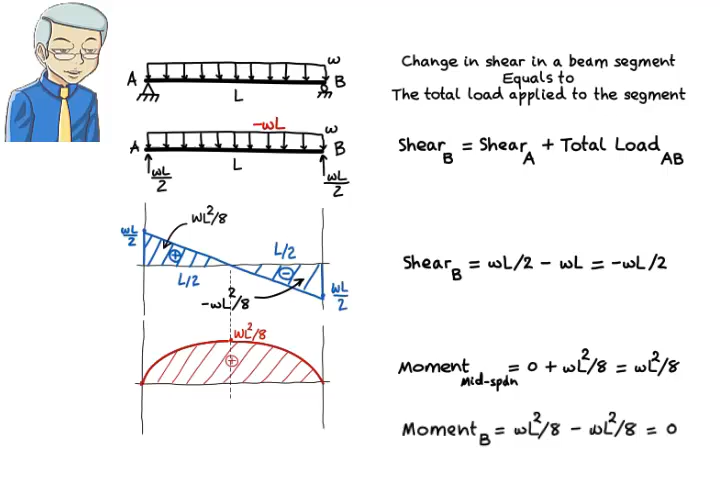 ω
A B
L
Change in shear in a beam segment
Equals to
The total load applied to the segment
-ωL
ω
A B
L
ωL/2 ωL/2
Shear_B = Shear_A + Total Load_AB
ωL²/8
ωL/2
⊕
L/2
L/2
⊖
-ωL²/8
ωL/2
Shear_B = ωL/2 - ωL = -ωL/2
ωL²/8
⊕
Moment_Mid-span = 0 + ωL²/8 = ωL²/8
Moment_B = ωL²/8 - ωL²/8 = 0